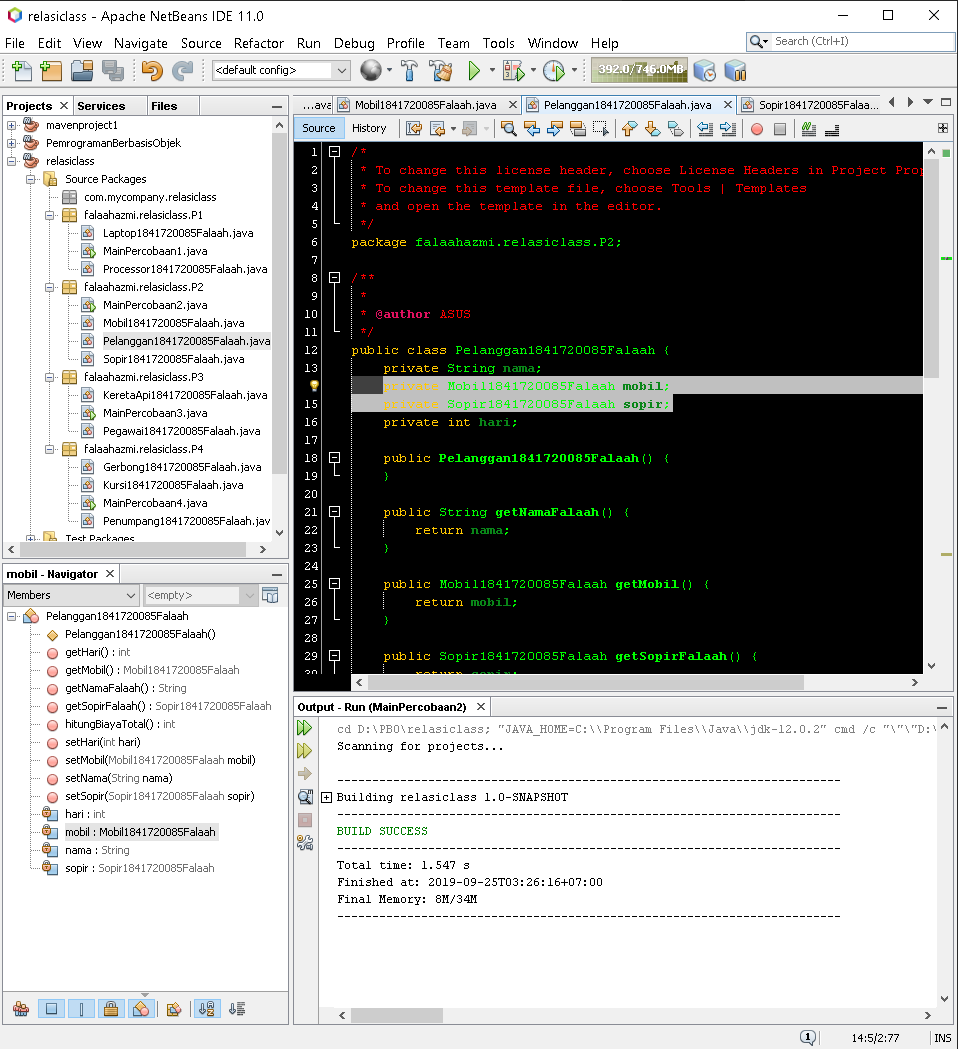 relasiclass - Apache NetBeans IDE 11.0
File Edit View Navigate Source Refactor Run Debug Profile Team Tools Window Help
Search (Ctrl+I)
<default config>
392.0/746.0MB
Projects Services Files
mavenproject1
PemrogramanBerbasisObjek
relasiclass
Source Packages
com.mycompany.relasiclass
falaahazmi.relasiclass.P1
Laptop1841720085Falaah.java
MainPercobaan1.java
Processor1841720085Falaah.java
falaahazmi.relasiclass.P2
MainPercobaan2.java
Mobil1841720085Falaah.java
Pelanggan1841720085Falaah.java
Sopir1841720085Falaah.java
falaahazmi.relasiclass.P3
KeretaApi1841720085Falaah.java
MainPercobaan3.java
Pegawai1841720085Falaah.java
falaahazmi.relasiclass.P4
Gerbong1841720085Falaah.java
Kursi1841720085Falaah.java
MainPercobaan4.java
Penumpang1841720085Falaah.jav
Test Packages
mobil - Navigator
Members <empty>
Pelanggan1841720085Falaah
Pelanggan1841720085Falaah()
getHari() : int
getMobil() : Mobil1841720085Falaah
getNamaFalaah() : String
getSopirFalaah() : Sopir1841720085Falaah
hitungBiayaTotal() : int
setHari(int hari)
setMobil(Mobil1841720085Falaah mobil)
setNama(String nama)
setSopir(Sopir1841720085Falaah sopir)
hari : int
mobil : Mobil1841720085Falaah
nama : String
sopir : Sopir1841720085Falaah
...ava Mobil1841720085Falaah.java Pelanggan1841720085Falaah.java Sopir1841720085Falaa...
Source History
1 /*
2 * To change this license header, choose License Headers in Project Prop
3 * To change this template file, choose Tools | Templates
4 * and open the template in the editor.
5 */
6 package falaahazmi.relasiclass.P2;
7
8 /**
9 *
10 * @author ASUS
11 */
12 public class Pelanggan1841720085Falaah {
13 private String nama;
private Mobil1841720085Falaah mobil;
15 private Sopir1841720085Falaah sopir;
16 private int hari;
17
18 public Pelanggan1841720085Falaah() {
19 }
20
21 public String getNamaFalaah() {
22 return nama;
23 }
24
25 public Mobil1841720085Falaah getMobil() {
26 return mobil;
27 }
28
29 public Sopir1841720085Falaah getSopirFalaah() {
30 return sopir;
Output - Run (MainPercobaan2)
cd D:\PBO\relasiclass; "JAVA_HOME=C:\\Program Files\\Java\\jdk-12.0.2" cmd /c "\"\"D:\
Scanning for projects...
------------------------------------------------------------------------
Building relasiclass 1.0-SNAPSHOT
------------------------------------------------------------------------
BUILD SUCCESS
------------------------------------------------------------------------
Total time: 1.547 s
Finished at: 2019-09-25T03:26:16+07:00
Final Memory: 8M/34M
------------------------------------------------------------------------
1 14:5/2:77 INS